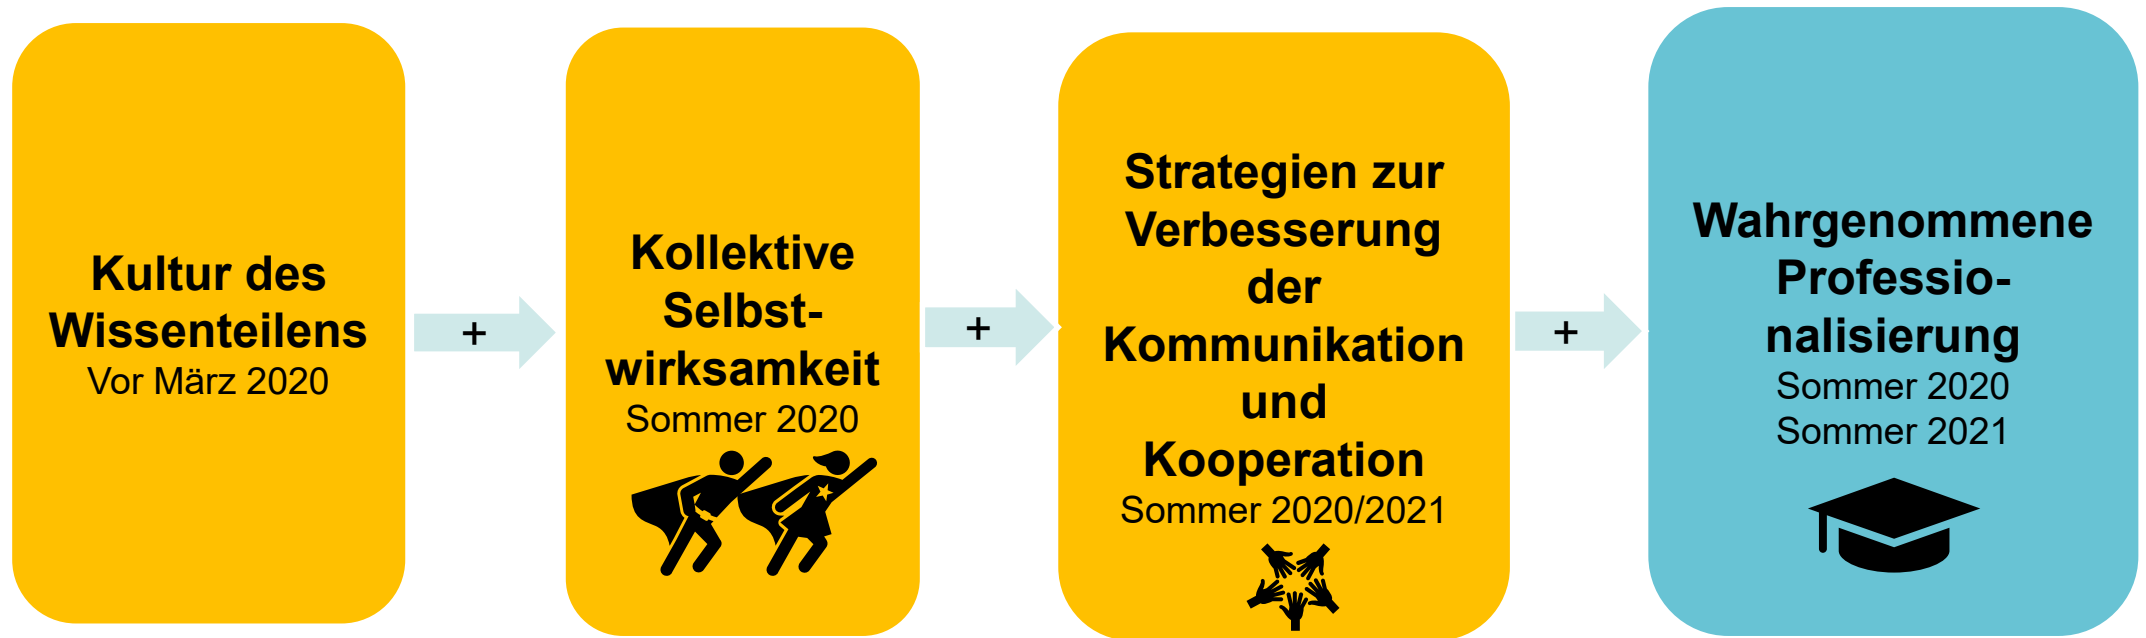 Kultur des
Wissenteilens
Vor März 2020
+
Kollektive
Selbst-
wirksamkeit
Sommer 2020
+
Strategien zur
Verbesserung
der
Kommunikation
und
Kooperation
Sommer 2020/2021
+
Wahrgenommene
Professio-
nalisierung
Sommer 2020
Sommer 2021